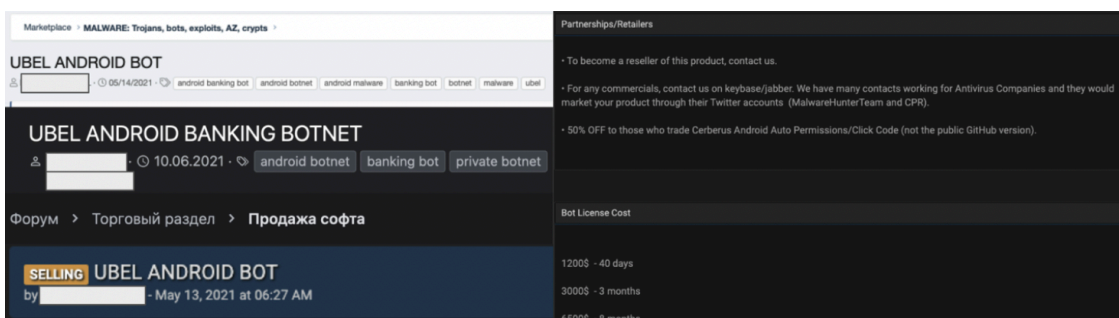 Marketplace > MALWARE: Trojans, bots, exploits, AZ, crypts >
UBEL ANDROID BOT
· 05/14/2021 · android banking bot android botnet android malware banking bot botnet malware ubel
UBEL ANDROID BANKING BOTNET
· 10.06.2021 · android botnet banking bot private botnet
Форум > Торговый раздел > Продажа софта
SELLING UBEL ANDROID BOT
by - May 13, 2021 at 06:27 AM
Partnerships/Retailers
• To become a reseller of this product, contact us.
• For any commercials, contact us on keybase/jabber. We have many contacts working for Antivirus Companies and they would
market your product through their Twitter accounts (MalwareHunterTeam and CPR).
• 50% OFF to those who trade Cerberus Android Auto Permissions/Click Code (not the public GitHub version).
Bot License Cost
1200$ - 40 days
3000$ - 3 months